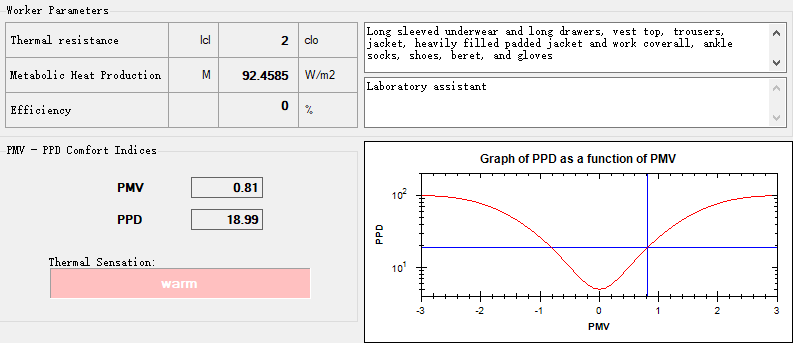 Worker Parameters
Thermal resistance Icl 2 clo
Metabolic Heat Production M 92.4585 W/m2
Efficiency 0 %
Long sleeved underwear and long drawers, vest top, trousers,
jacket, heavily filled padded jacket and work coverall, ankle
socks, shoes, beret, and gloves
Laboratory assistant
PMV - PPD Comfort Indices
PMV 0.81
PPD 18.99
Thermal Sensation:
warm
Graph of PPD as a function of PMV
PPD
10²
10¹
-3 -2 -1 0 1 2 3
PMV